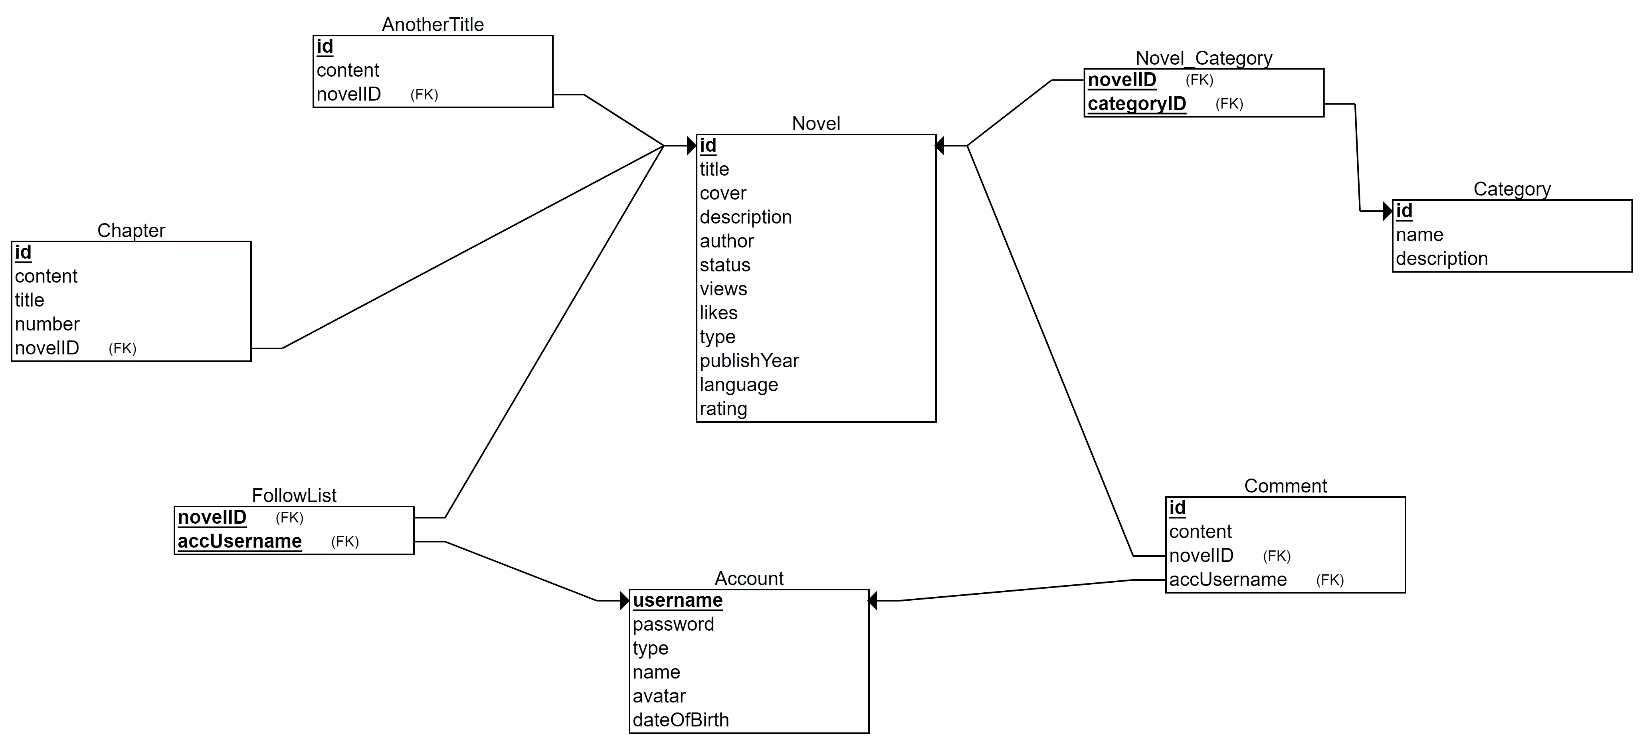 AnotherTitle
id
content
novelID (FK)
Novel_Category
novelID (FK)
categoryID (FK)
Novel
id
title
cover
description
author
status
views
likes
type
publishYear
language
rating
Category
id
name
description
Chapter
id
content
title
number
novelID (FK)
FollowList
novelID (FK)
accUsername (FK)
Comment
id
content
novelID (FK)
accUsername (FK)
Account
username
password
type
name
avatar
dateOfBirth